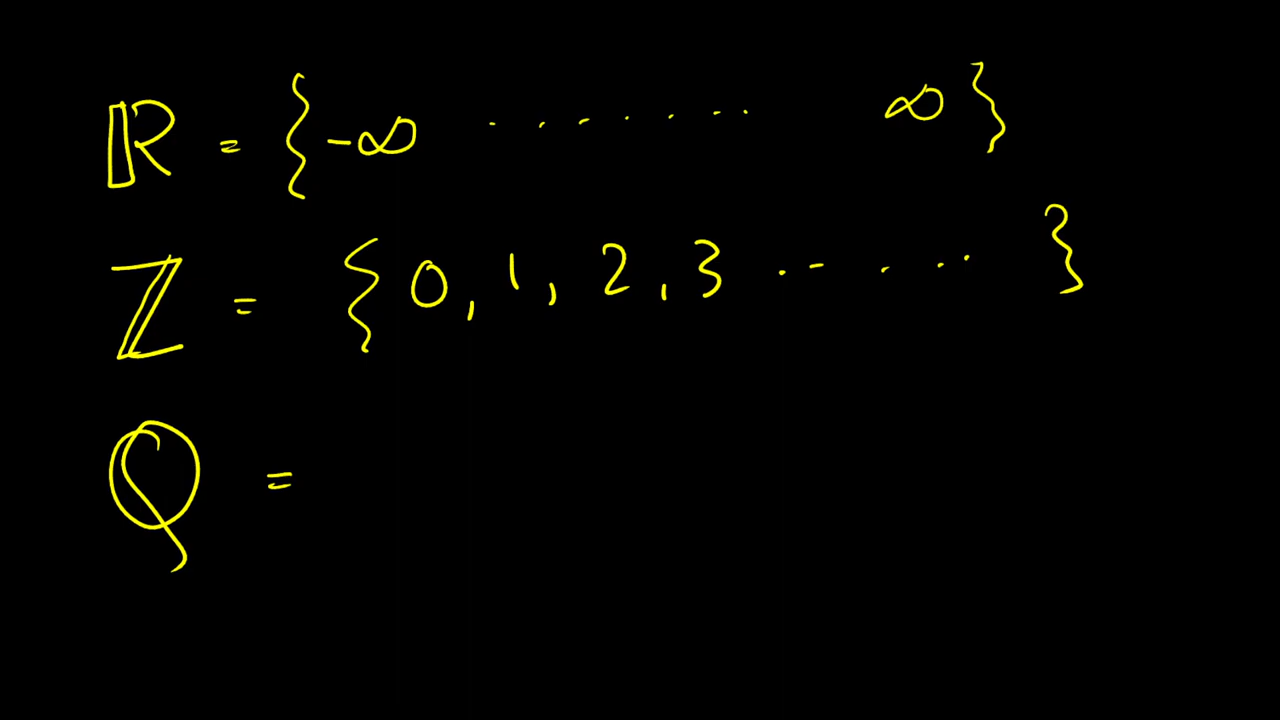 ℝ = {-∞ ........ ∞}
ℤ = {0, 1, 2, 3 ..... }
ℚ =